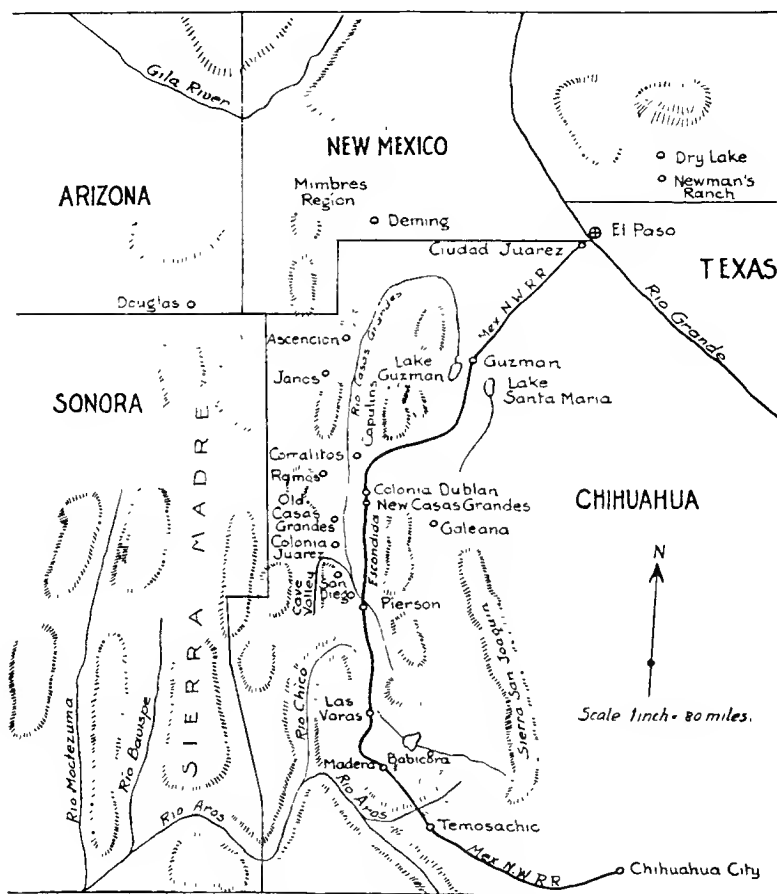 Gila River
NEW MEXICO
Dry Lake
Newman's
Ranch
ARIZONA
Mimbres
Region
Deming
El Paso
Ciudad Juarez
TEXAS
Douglas
Rio Grande
Mex N.W.RR
Ascencion
Rio Casas Grandes
Lake
Guzman
Guzman
Janos
Capulins
Lake
Santa Maria
SONORA
SIERRA MADRE
Corralitos
Ramos
Old
Casas
Grandes
Colonia Dublan
New Casas Grandes
CHIHUAHUA
Galeana
Colonia
Juarez
Escondida
N
Cave
Valley
San
Diego
Pierson
Sierra San Joaquin
Rio Chico
Las
Varas
Scale 1 inch = 80 miles.
Rio Moctezuma
Rio Bavispe
Madera
Babicora
Rio Aros
Rio Aros
Temosachic
Mex N.W RR
Chihuahua City